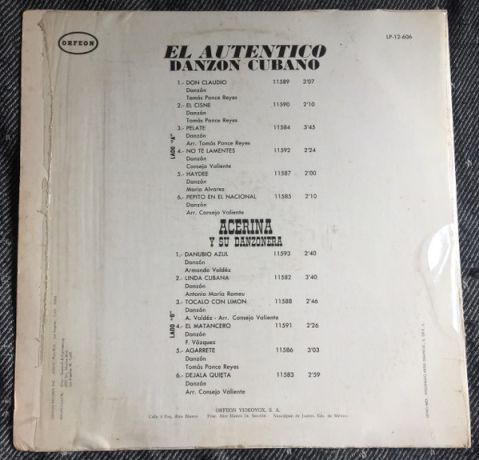 ORFEON
LP-12-606
EL AUTENTICO
DANZON CUBANO
LADO "A"
1.- DON CLAUDIO 11589 2'07
Danzón
Tomás Ponce Reyes
2.- EL CISNE 11590 2'10
Danzón
Tomás Ponce Reyes
3.- PELATE 11584 3'45
Danzón
Arr. Tomás Ponce Reyes
4.- NO TE LAMENTES 11592 2'24
Danzón
Consejo Valiente
5.- HAYDEE 11587 2'00
Danzón
María Alvarez
6.- PEPITO EN EL NACIONAL 11585 2'10
Danzón
Arr. Consejo Valiente
ACERINA
Y SU DANZONERA
LADO "B"
1.- DANUBIO AZUL 11593 2'40
Danzón
Armando Valdéz
2.- LINDA CUBANA 11582 3'40
Danzón
Antonio María Romeu
3.- TOCALO CON LIMON 11588 2'46
Danzón
A. Valdéz - Arr. Consejo Valiente
4.- EL MATANCERO 11591 2'26
Danzón
F. Vázquez
5.- AGARRETE 11586 3'03
Danzón
Tomás Ponce Reyes
6.- DEJALA QUIETA 11583 2'59
Danzón
Arr. Consejo Valiente
ORFEON VIDEOVOX, S. A.